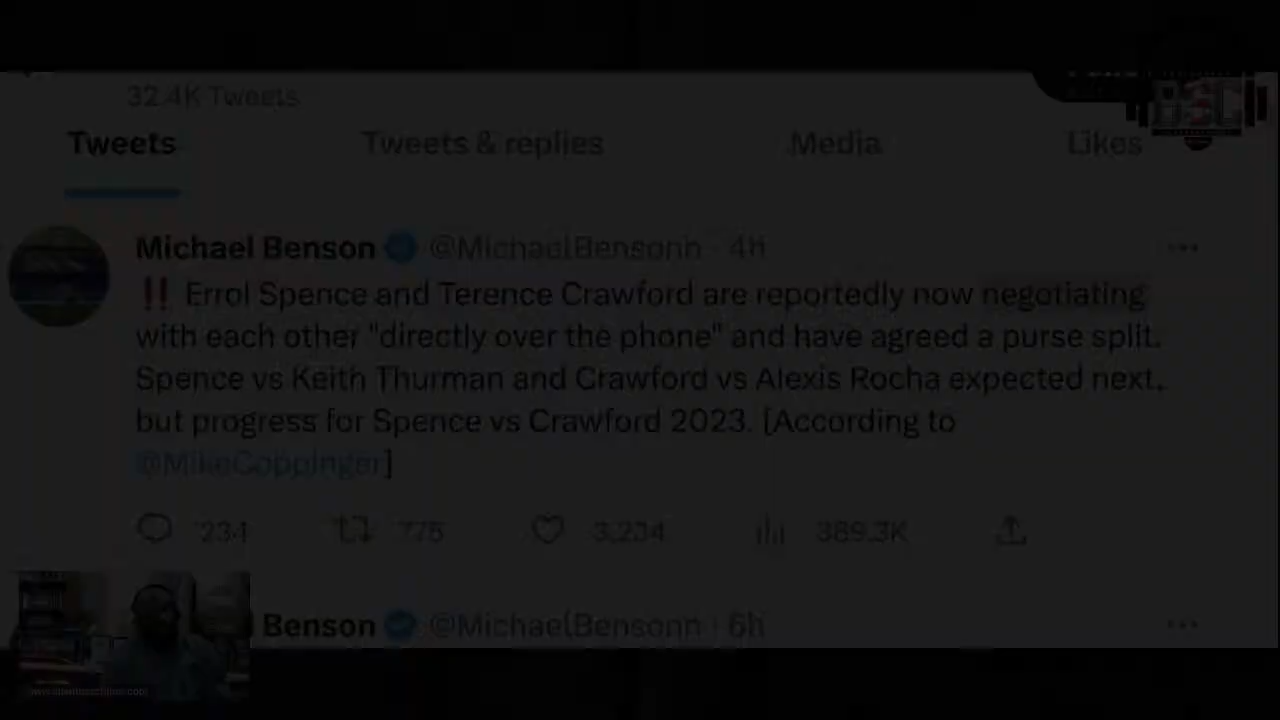 32.4K Tweets
Tweets Tweets & replies Media Likes
Michael Benson @MichaelBensonn · 4h
‼ Errol Spence and Terence Crawford are reportedly now negotiating
with each other "directly over the phone" and have agreed a purse split.
Spence vs Keith Thurman and Crawford vs Alexis Rocha expected next,
but progress for Spence vs Crawford 2023. [According to
@MikeCoppinger]
234 775 3,234 389.3K
Benson @MichaelBensonn · 6h